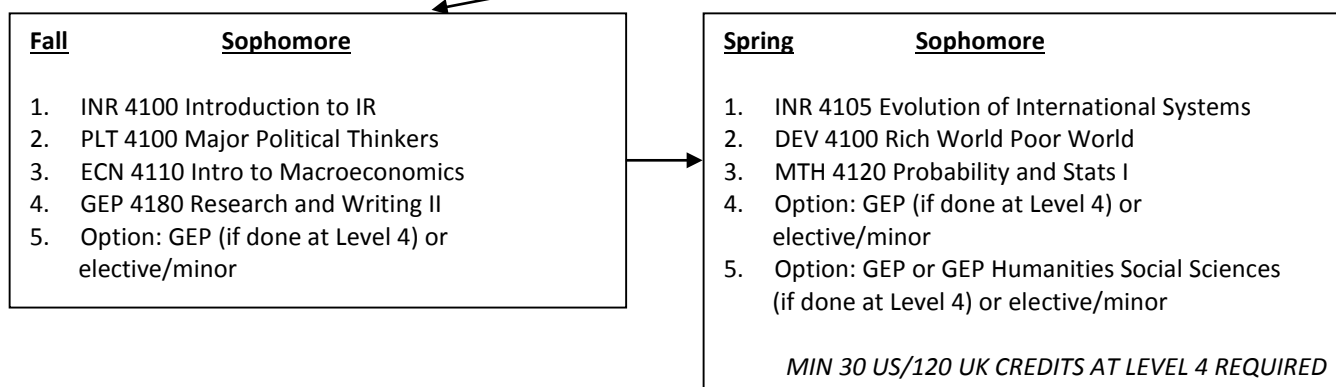 Fall Sophomore
1. INR 4100 Introduction to IR
2. PLT 4100 Major Political Thinkers
3. ECN 4110 Intro to Macroeconomics
4. GEP 4180 Research and Writing II
5. Option: GEP (if done at Level 4) or
elective/minor
Spring Sophomore
1. INR 4105 Evolution of International Systems
2. DEV 4100 Rich World Poor World
3. MTH 4120 Probability and Stats I
4. Option: GEP (if done at Level 4) or
elective/minor
5. Option: GEP or GEP Humanities Social Sciences
(if done at Level 4) or elective/minor
MIN 30 US/120 UK CREDITS AT LEVEL 4 REQUIRED